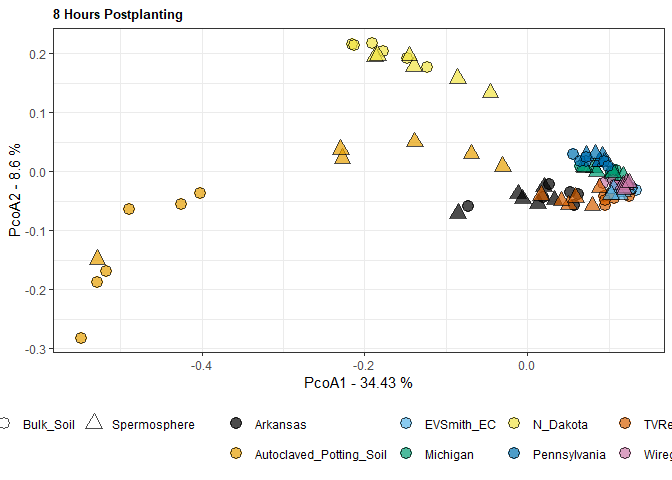 8 Hours Postplanting
0.2
0.1
0.0
-0.1
-0.2
-0.3
PcoA2 - 8.6 %
-0.4 -0.2 0.0
PcoA1 - 34.43 %
Bulk_Soil Spermosphere Arkansas EVSmith_EC N_Dakota TVRe
Autoclaved_Potting_Soil Michigan Pennsylvania Wireg